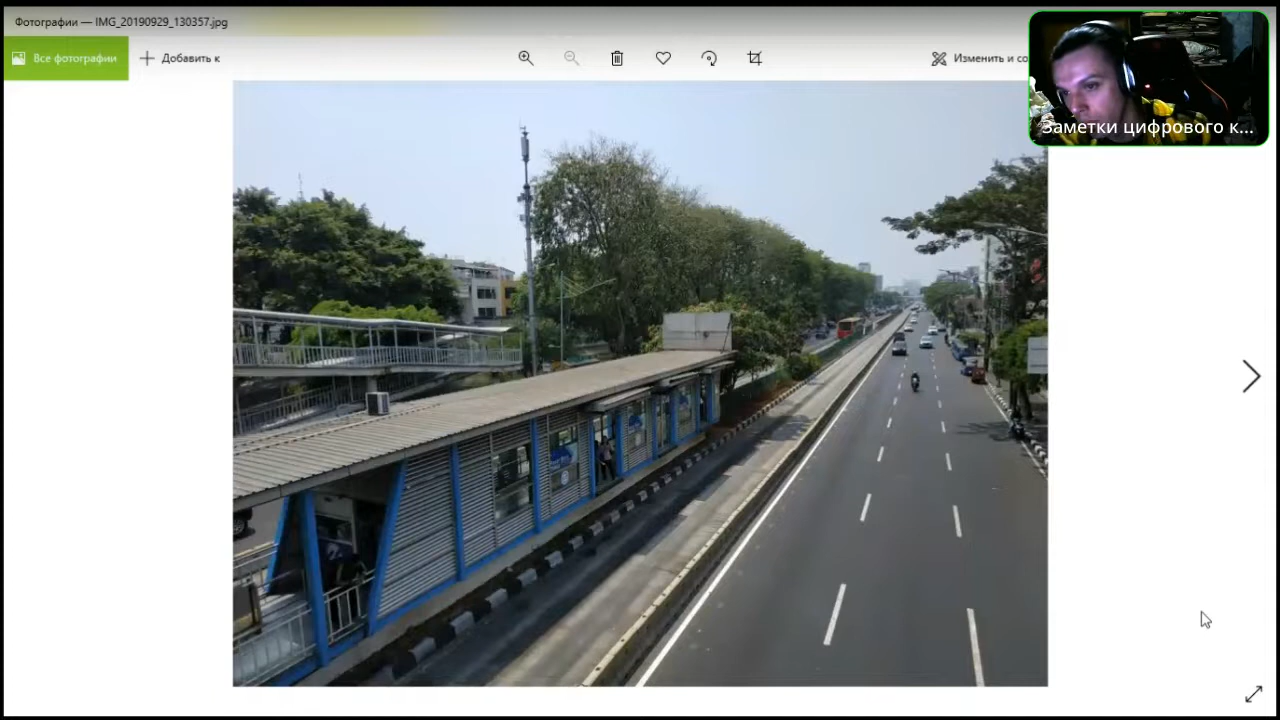 Фотографии — IMG_20190929_130357.jpg
Все фотографии
Добавить к
Изменить и со
Заметки цифрового к...